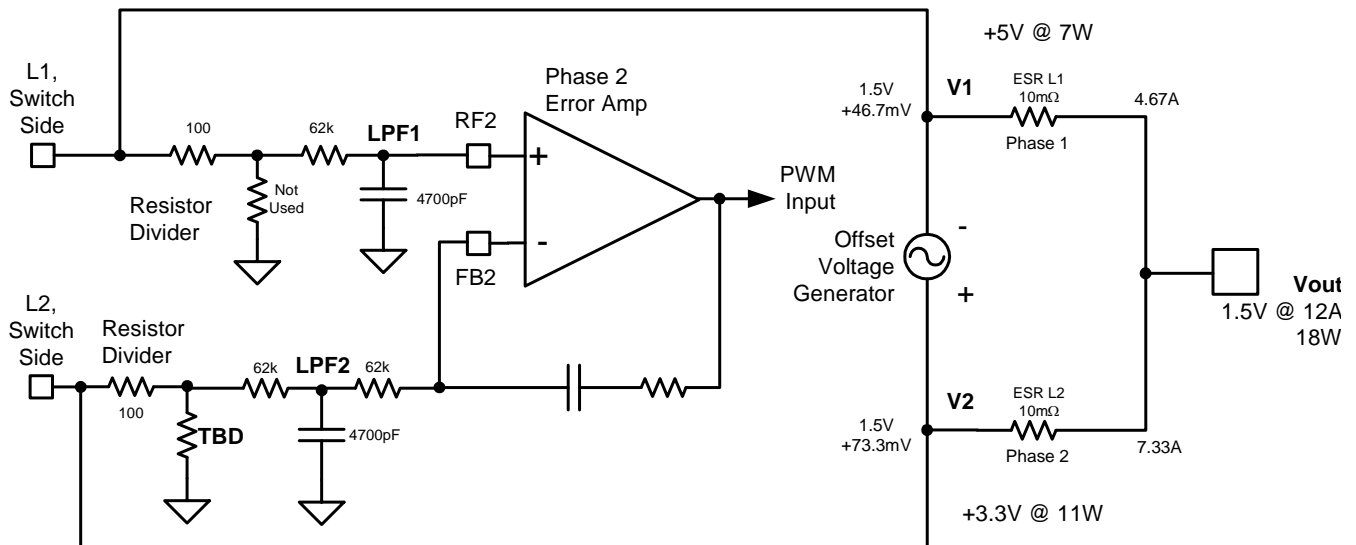 +5V @ 7W
L1,
Switch
Side
100
62k
LPF1
RF2
Phase 2
Error Amp
1.5V
+46.7mV
V1
ESR L1
10mΩ
4.67A
Phase 1
+
Not
Used
4700pF
Resistor
Divider
PWM
Input
-
FB2
Offset
Voltage
Generator
-
+
Vout
1.5V @ 12A
18W
L2,
Switch
Side
Resistor
Divider
100
62k
LPF2
62k
TBD
4700pF
1.5V
+73.3mV
V2
ESR L2
10mΩ
7.33A
Phase 2
+3.3V @ 11W